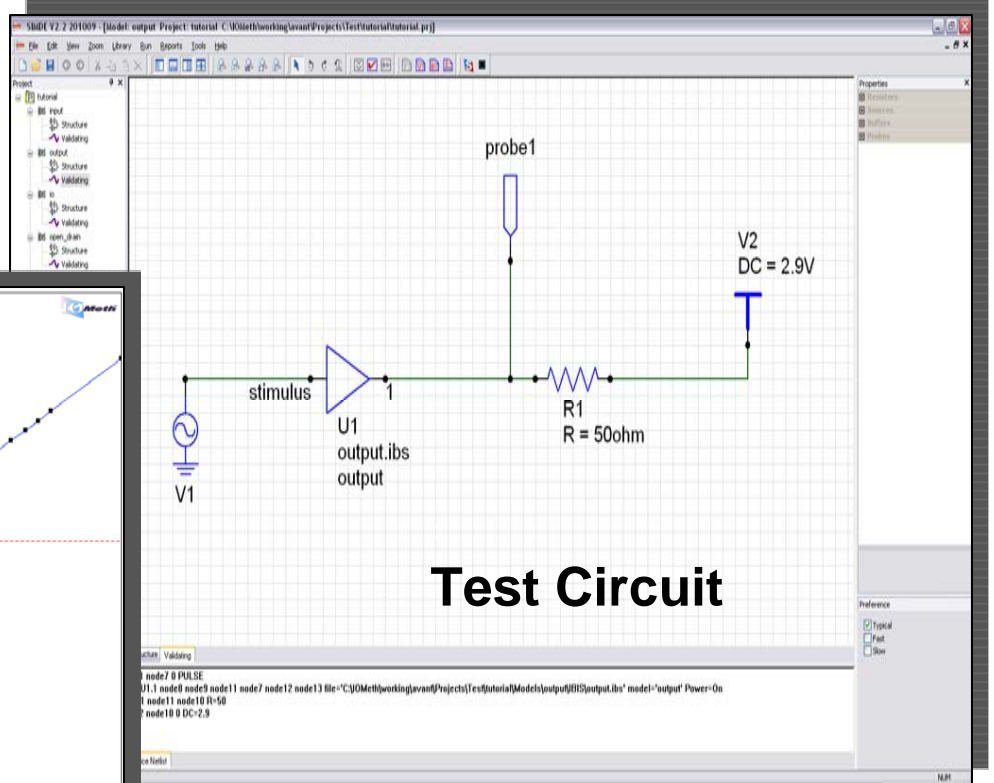 SBIDE V2.2 201009 - [Model: output Project: tutorial C:\IOMeth\working\avant\Projects\Test\tutorial\tutorial.prj]
File Edit View Zoom Library Run Reports Tools Help
Project
tutorial
input
Structure
Validating
output
Structure
Validating
io
Structure
Validating
open_drain
Structure
Validating
Properties
Resistors
Sources
Buffers
Probes
probe1
V2
DC = 2.9V
stimulus
1
U1
output.ibs
output
R1
R = 50ohm
V1
Test Circuit
IOMeth
Validating
node7 0 PULSE
U1.1 node8 node9 node11 node7 node12 node13 file="C:\IOMeth\working\avant\Projects\Test\tutorial\Models\output\IBIS\output.ibs" model="output" Power=On
node11 node10 R=50
node10 0 DC=2.9
Netlist
Preference
Typical
Fast
Slow
NUM